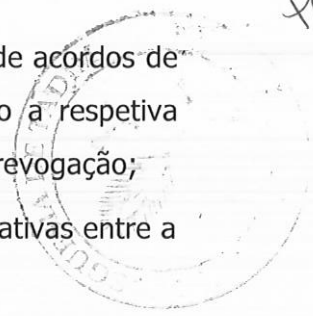 de acordos de
o a respetiva
revogação;
ativas entre a